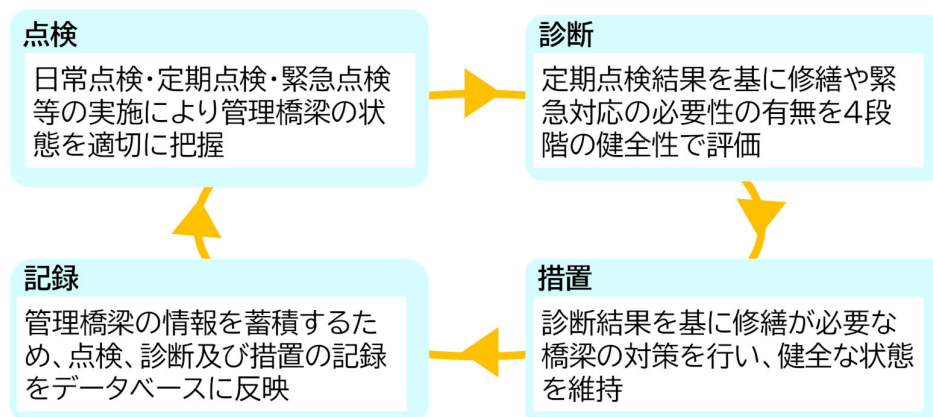 点検
日常点検・定期点検・緊急点検
等の実施により管理橋梁の状
態を適切に把握
診断
定期点検結果を基に修繕や緊
急対応の必要性の有無を4段
階の健全性で評価
記録
管理橋梁の情報を蓄積するた
め、点検、診断及び措置の記録
をデータベースに反映
措置
診断結果を基に修繕が必要な
橋梁の対策を行い、健全な状態
を維持